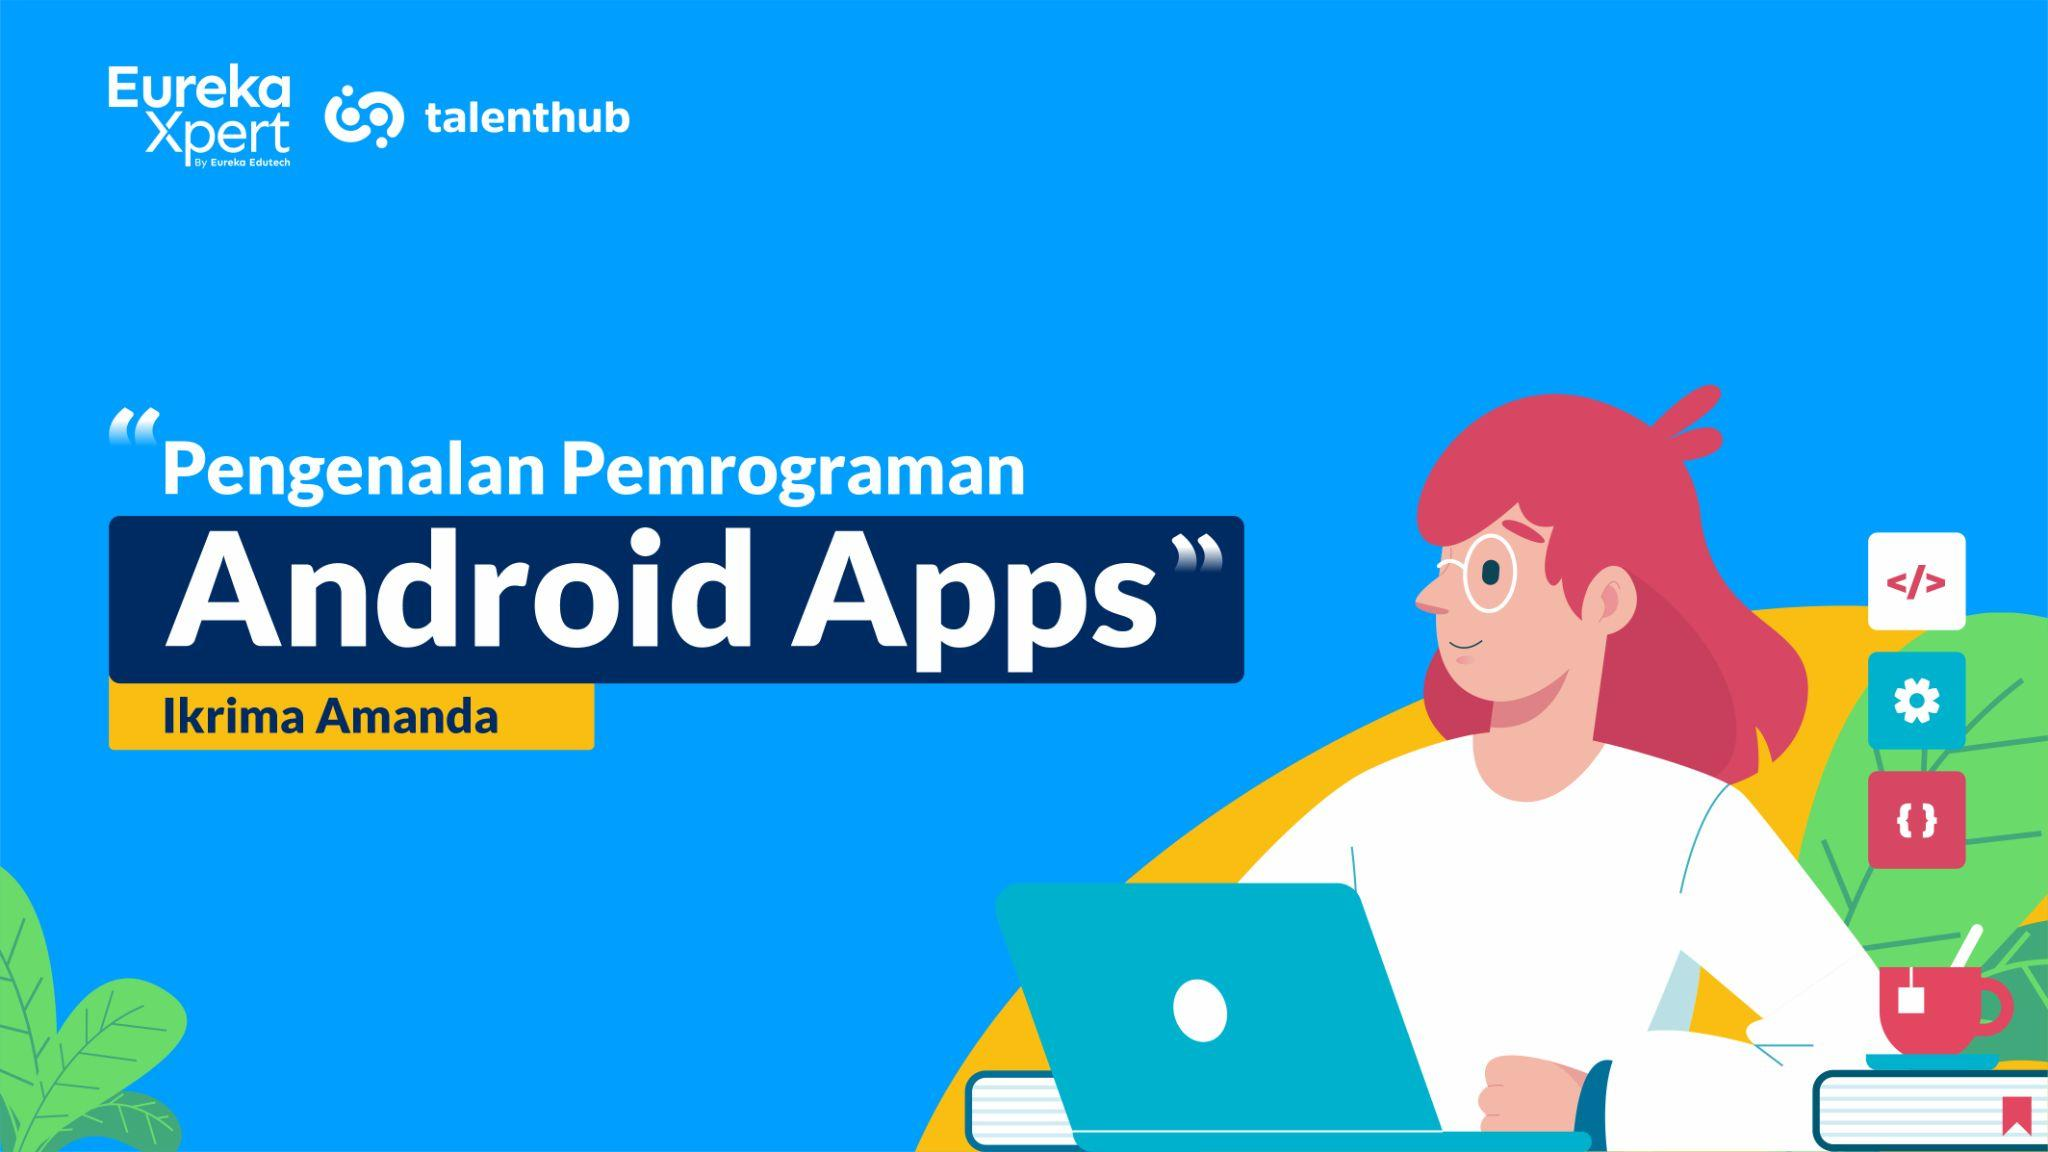 Eureka
Xpert
By Eureka Edutech
talenthub
“Pengenalan Pemrograman
Android Apps”
Ikrima Amanda
</>
{}